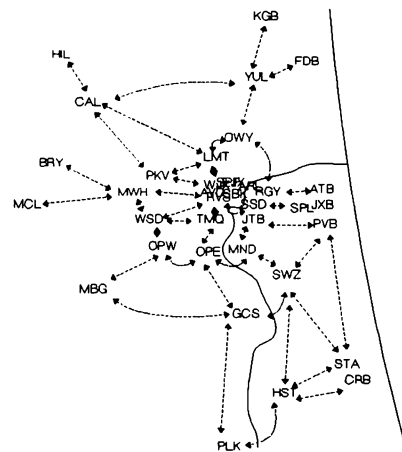 KGB
HIL
YUL
FDB
CAL
OWY
LMT
BRY
PKV
MWH
RGY
ATB
MCL
SSD
SPL
JXB
WSD
TMQ
JTB
PVB
OPW
OPE
MND
SWZ
MBG
GCS
STA
HST
CRB
PLK